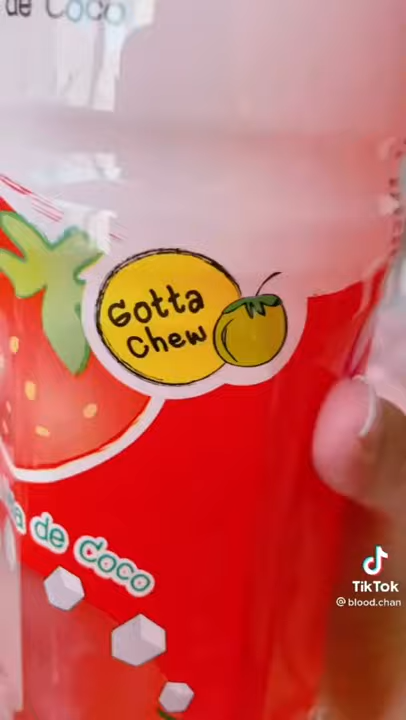 de Coco
Gotta
Chew
a de Coco
TikTok
@blood.chan